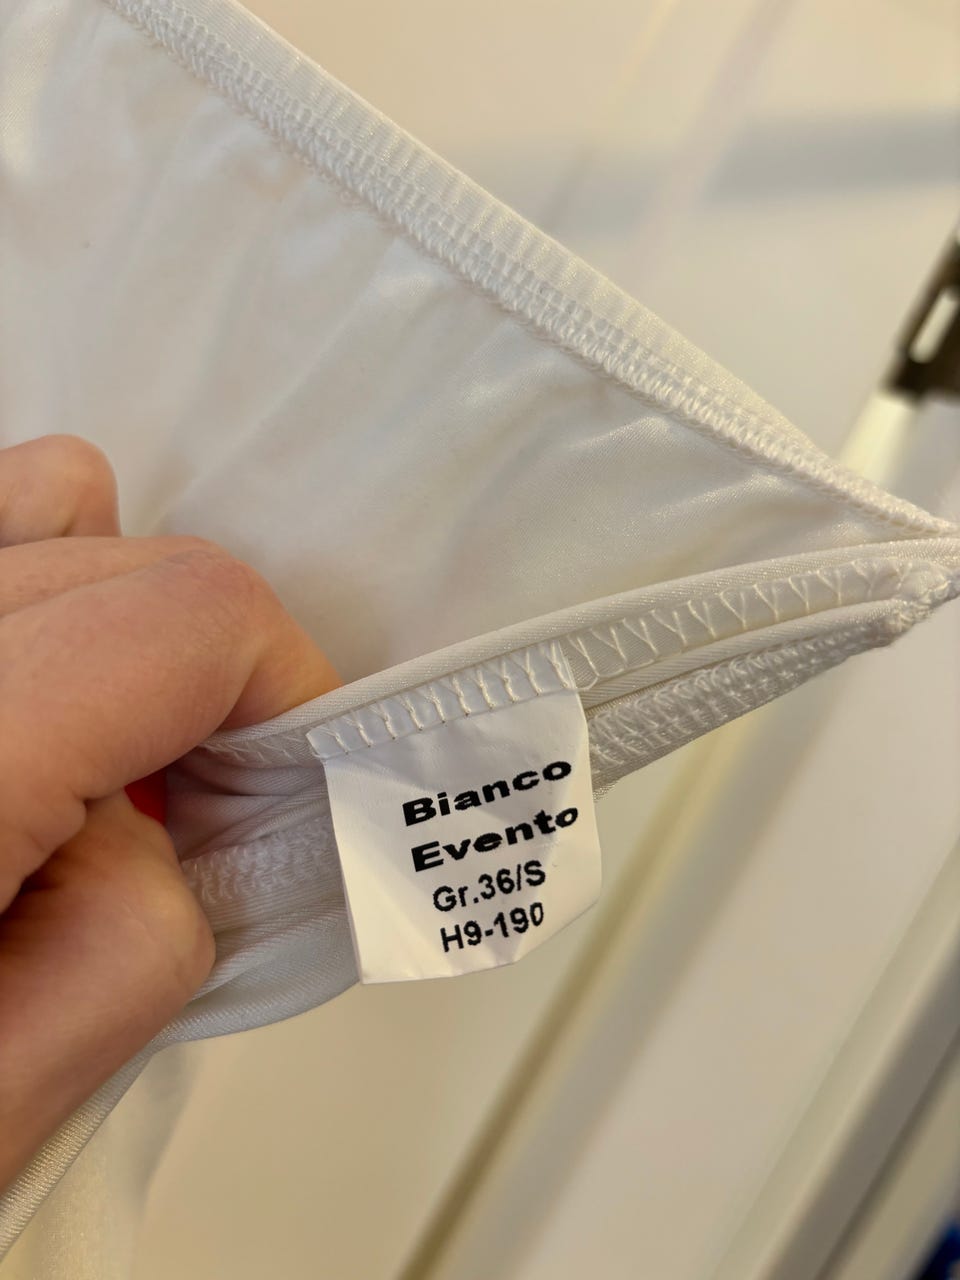 Bianco
Evento
Gr.36/S
H9-190